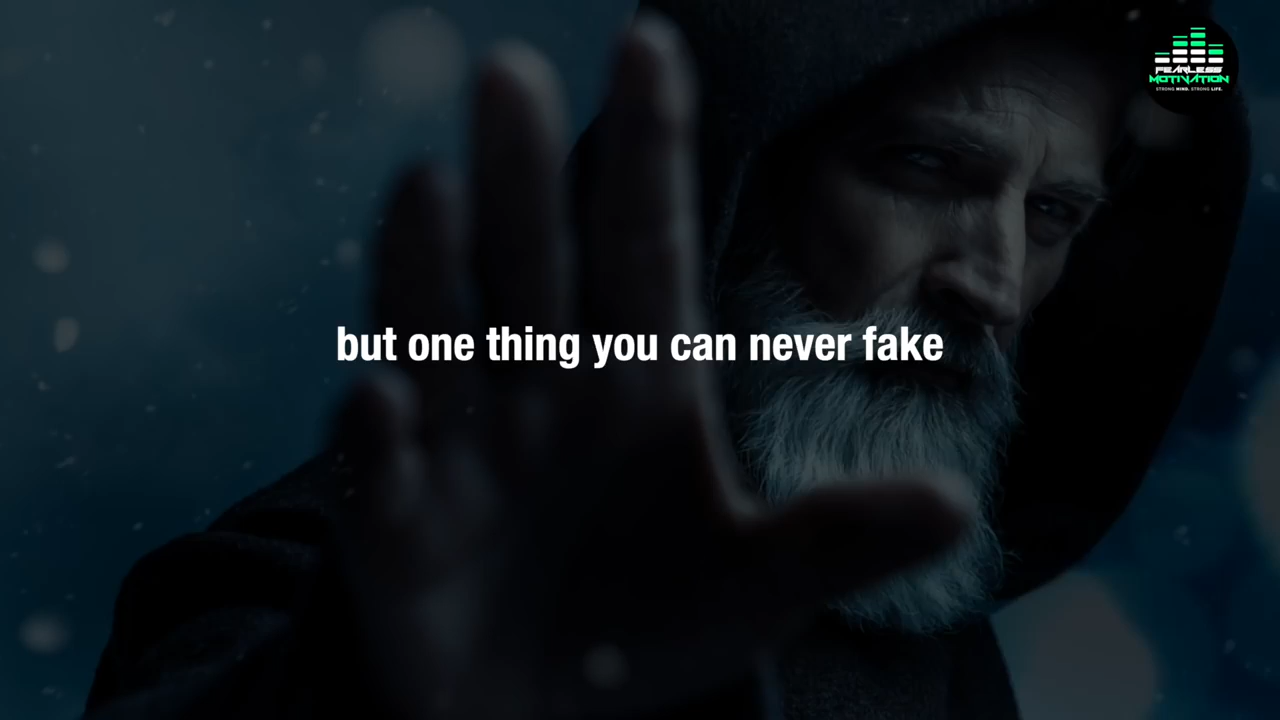 FEARLESS
MOTIVATION
STRONG MIND. STRONG LIFE.
but one thing you can never fake